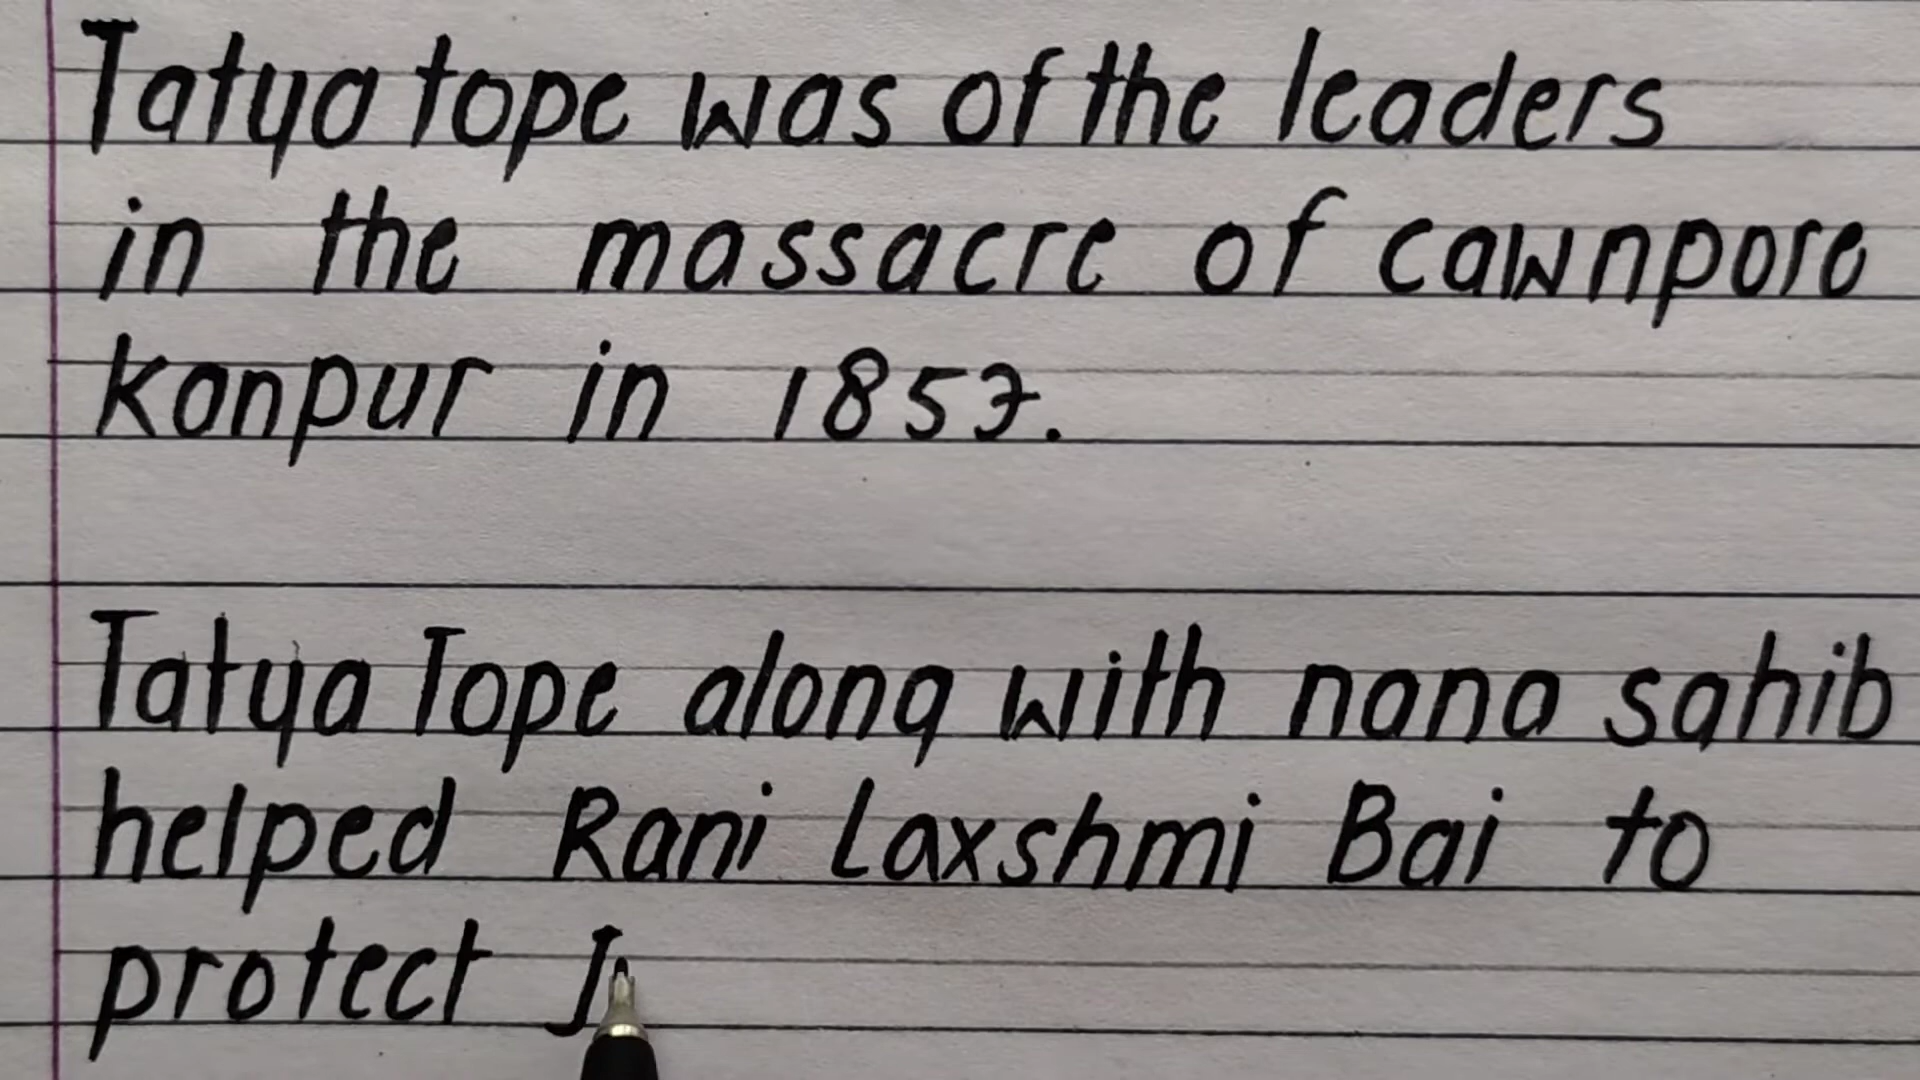 Tatya tope was of the leaders
in the massacre of cawnpore
kanpur in 1857.
Tatya Tope along with nana sahib
helped Rani Laxshmi Bai to
protect J